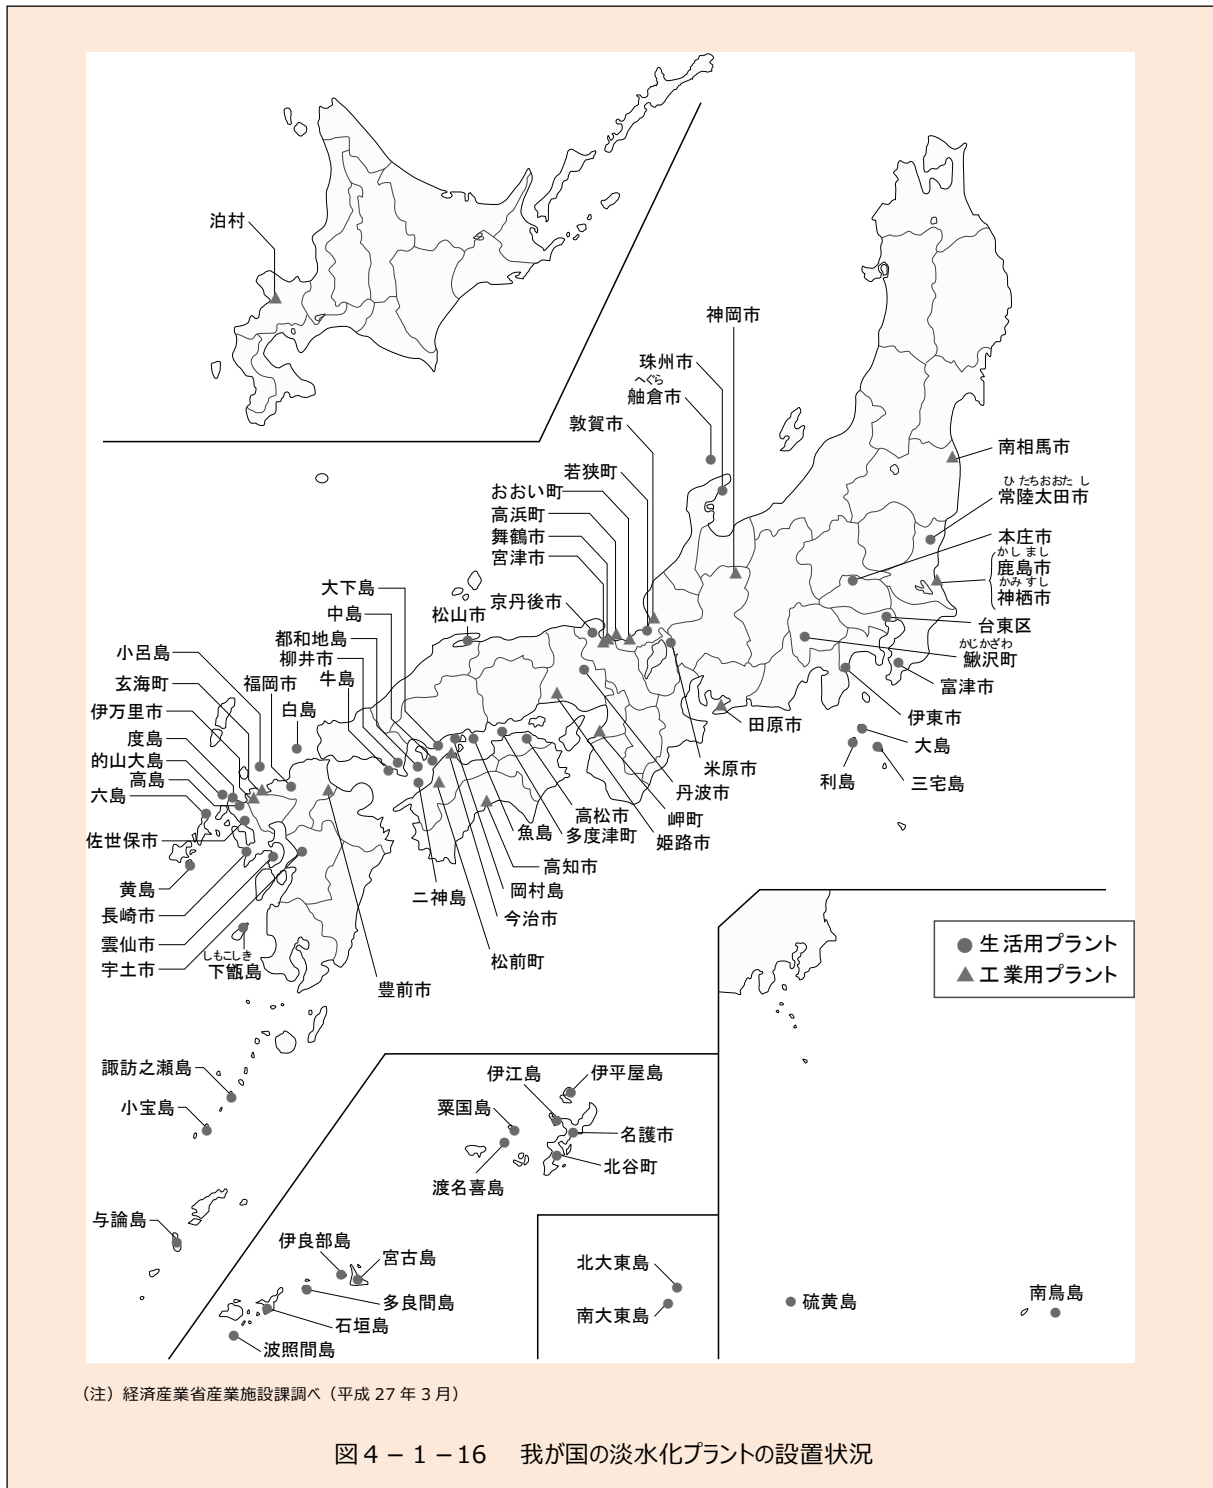 泊村
神岡市
珠州市
へぐら
舳倉市
敦賀市
若狭町
おおい町
高浜町
舞鶴市
宮津市
京丹後市
南相馬市
ひたちおおたし
常陸太田市
本庄市
かしまし
鹿島市
かみすし
神栖市
台東区
かじかざわ
鰍沢町
富津市
伊東市
大島
三宅島
利島
田原市
米原市
丹波市
岬町
姫路市
大下島
中島
都和地島
柳井市
牛島
松山市
小呂島
玄海町
福岡市
伊万里市
白島
度島
的山大島
高島
六島
佐世保市
黄島
長崎市
雲仙市
宇土市
しもこしき
下甑島
豊前市
二神島
松前町
今治市
岡村島
高知市
魚島
多度津町
高松市
生活用プラント
工業用プラント
諏訪之瀬島
小宝島
与論島
伊江島
伊平屋島
粟国島
名護市
北谷町
渡名喜島
伊良部島
宮古島
多良間島
石垣島
波照間島
北大東島
南大東島
硫黄島
南鳥島
（注）経済産業省産業施設課調べ（平成27年3月）
図４－１－16　我が国の淡水化プラントの設置状況